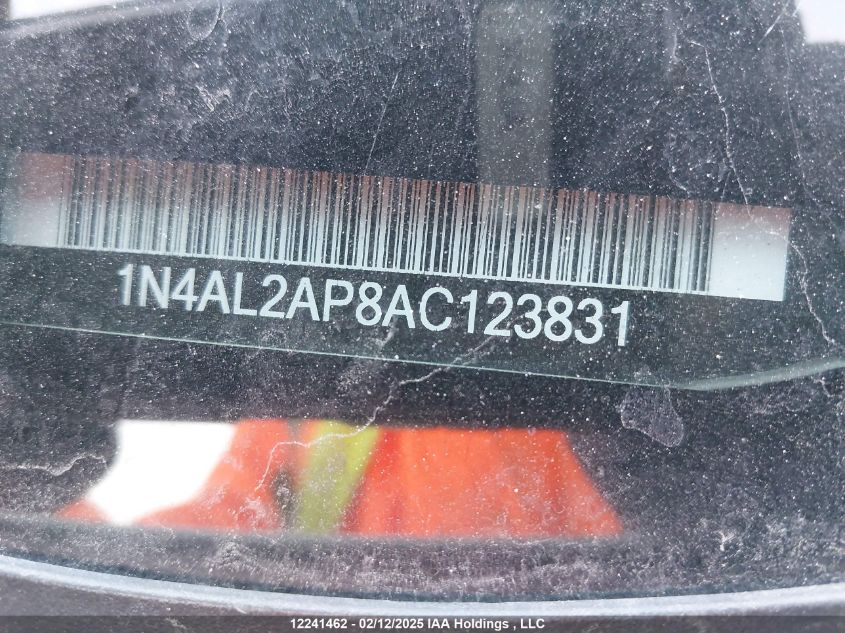 1N4AL2AP8AC123831
12241462 - 02/12/2025 IAA Holdings , LLC